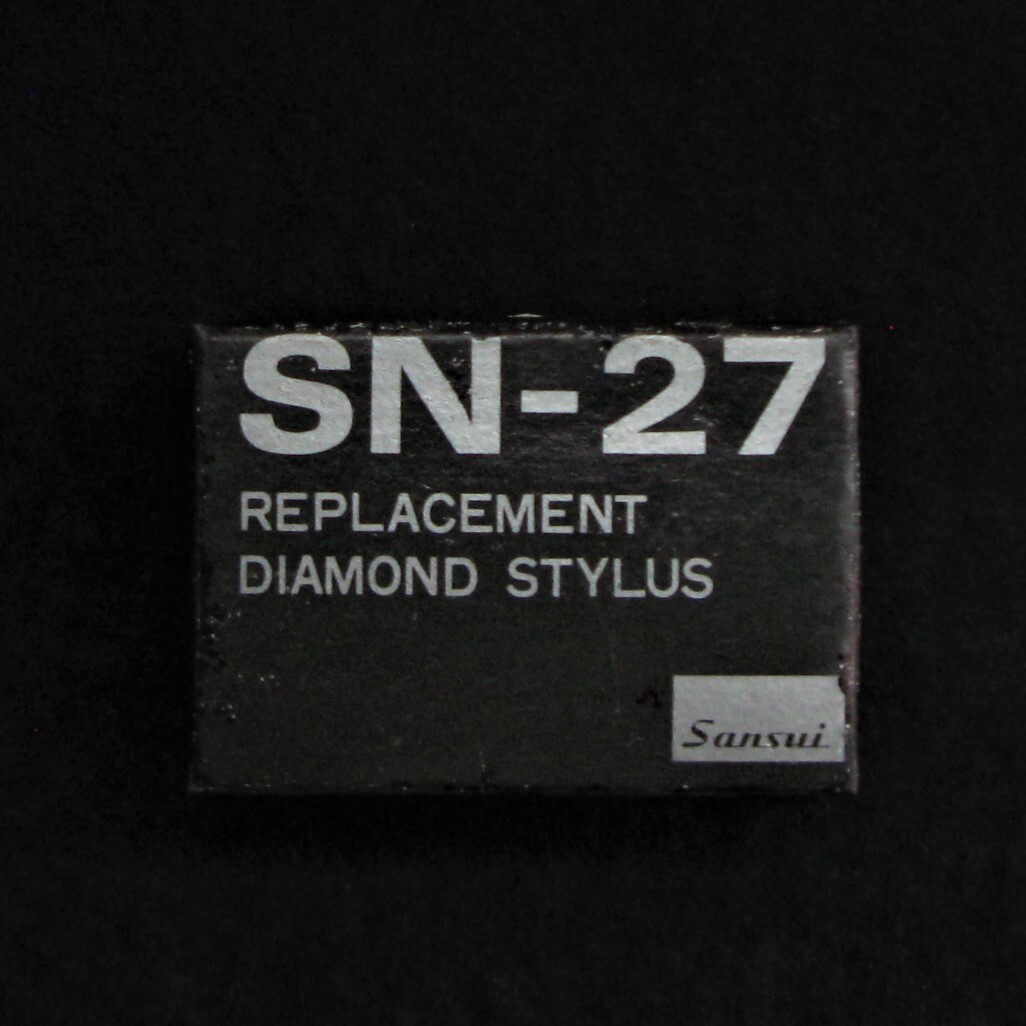 SN-27
REPLACEMENT
DIAMOND STYLUS
Sansui